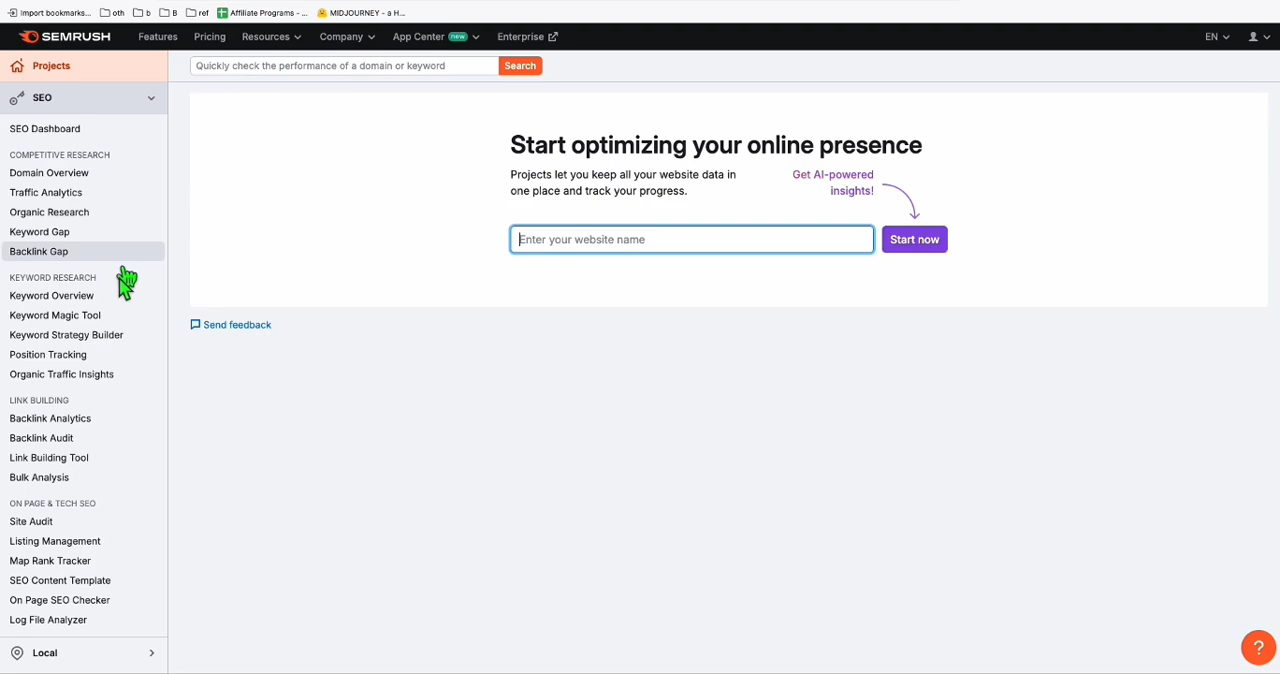 Import bookmarks... oth b B ref Affiliate Programs - ... MIDJOURNEY - a H...
SEMRUSH Features Pricing Resources Company App Center new Enterprise EN
Projects
Quickly check the performance of a domain or keyword Search
SEO
SEO Dashboard
COMPETITIVE RESEARCH
Domain Overview
Traffic Analytics
Organic Research
Keyword Gap
Backlink Gap
KEYWORD RESEARCH
Keyword Overview
Keyword Magic Tool
Keyword Strategy Builder
Position Tracking
Organic Traffic Insights
LINK BUILDING
Backlink Analytics
Backlink Audit
Link Building Tool
Bulk Analysis
ON PAGE & TECH SEO
Site Audit
Listing Management
Map Rank Tracker
SEO Content Template
On Page SEO Checker
Log File Analyzer
Local
Start optimizing your online presence
Projects let you keep all your website data in
one place and track your progress.
Get AI-powered
insights!
Enter your website name Start now
Send feedback
?